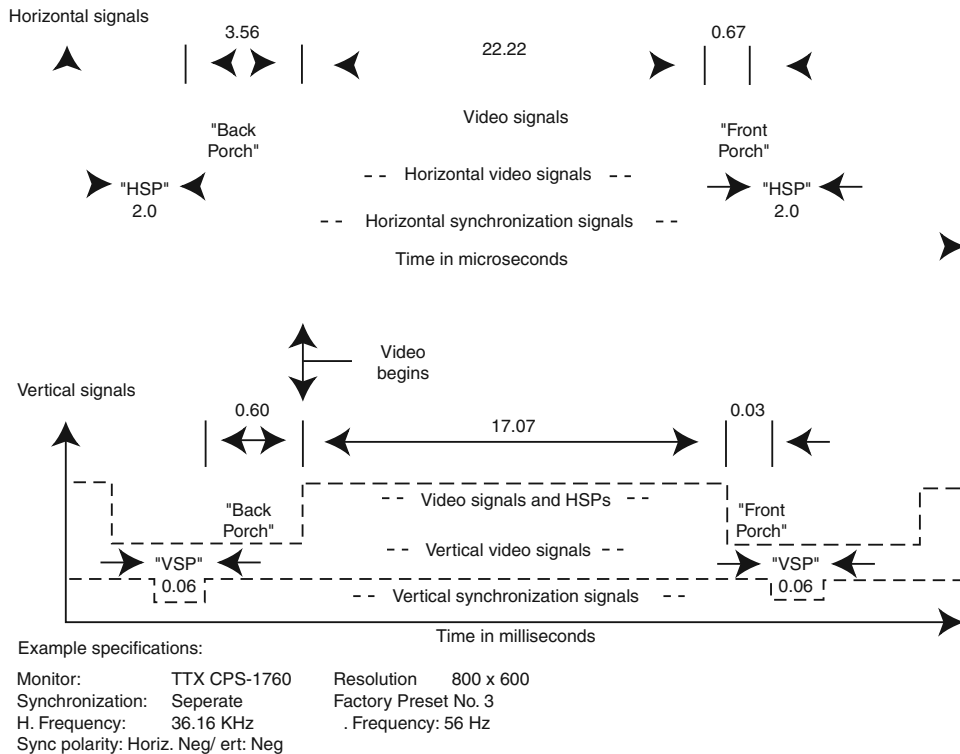 Horizontal signals
3.56
22.22
0.67
Video signals
"Back
Porch"
"Front
Porch"
"HSP"
2.0
-- Horizontal video signals --
"HSP"
2.0
-- Horizontal synchronization signals --
Time in microseconds
Video
begins
Vertical signals
0.60
17.07
0.03
-- Video signals and HSPs --
"Back
Porch"
"Front
Porch"
-- Vertical video signals --
"VSP"
0.06
"VSP"
0.06
-- Vertical synchronization signals --
Time in milliseconds
Example specifications:
Monitor: TTX CPS-1760 Resolution 800 x 600
Synchronization: Seperate Factory Preset No. 3
H. Frequency: 36.16 KHz . Frequency: 56 Hz
Sync polarity: Horiz. Neg/ ert: Neg